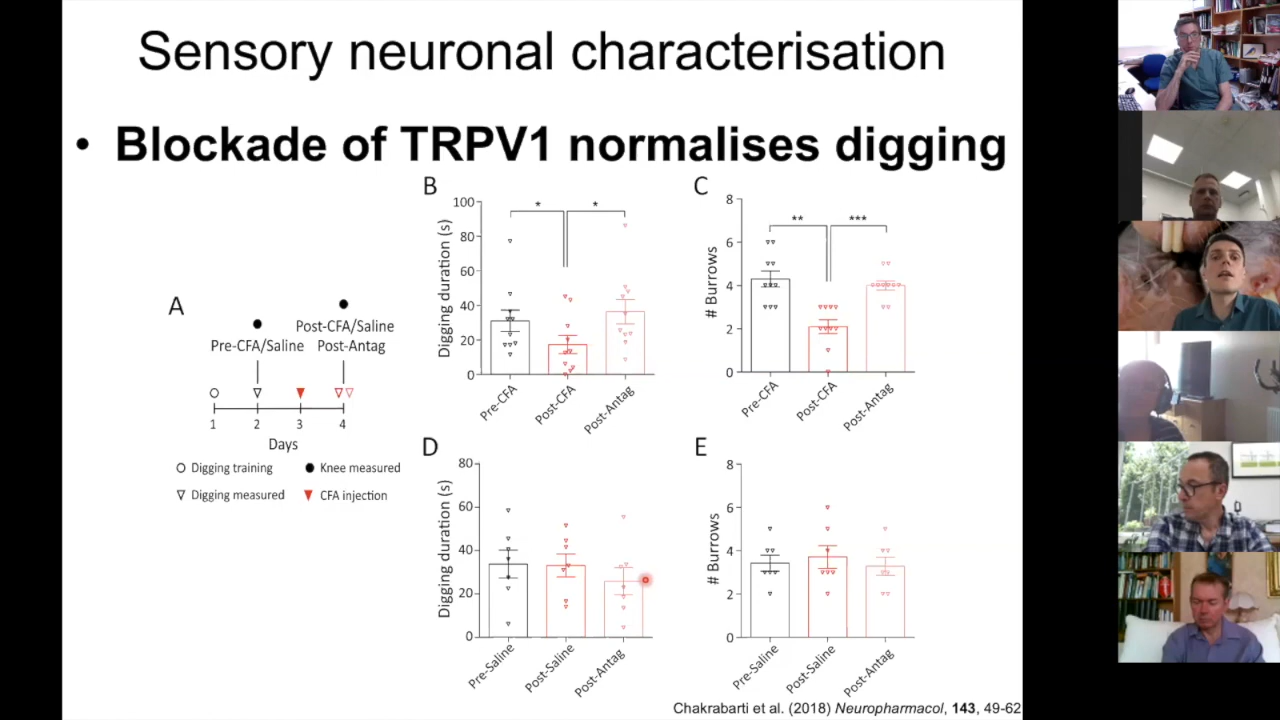 Sensory neuronal characterisation
• Blockade of TRPV1 normalises digging
A
Post-CFA/Saline
Pre-CFA/Saline Post-Antag
1 2 3 4
Days
Digging training
Knee measured
Digging measured
CFA injection
B
Digging duration (s)
100
80
60
40
20
0
* *
Pre-CFA
Post-CFA
Post-Antag
C
# Burrows
8
6
4
2
0
** ***
Pre-CFA
Post-CFA
Post-Antag
D
Digging duration (s)
80
60
40
20
0
Pre-Saline
Post-Saline
Post-Antag
E
# Burrows
8
6
4
2
0
Pre-Saline
Post-Saline
Post-Antag
Chakrabarti et al. (2018) Neuropharmacol, 143, 49-62